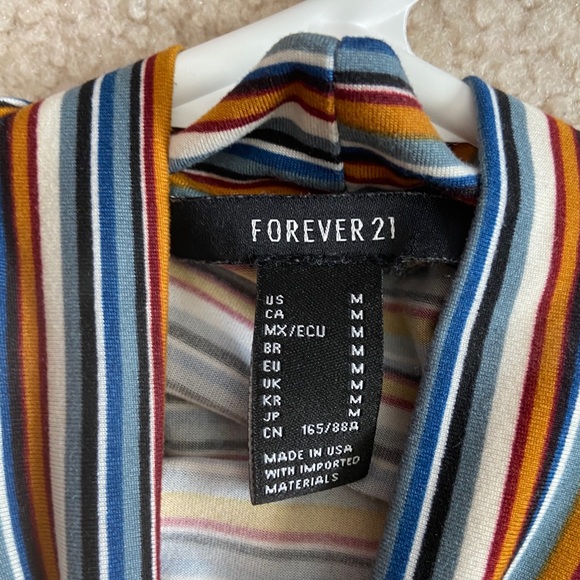 FOREVER 21
US M
CA M
MX/ECU M
BR M
EU M
UK M
KR M
JP M
CN 165/88A
MADE IN USA
WITH IMPORTED
MATERIALS